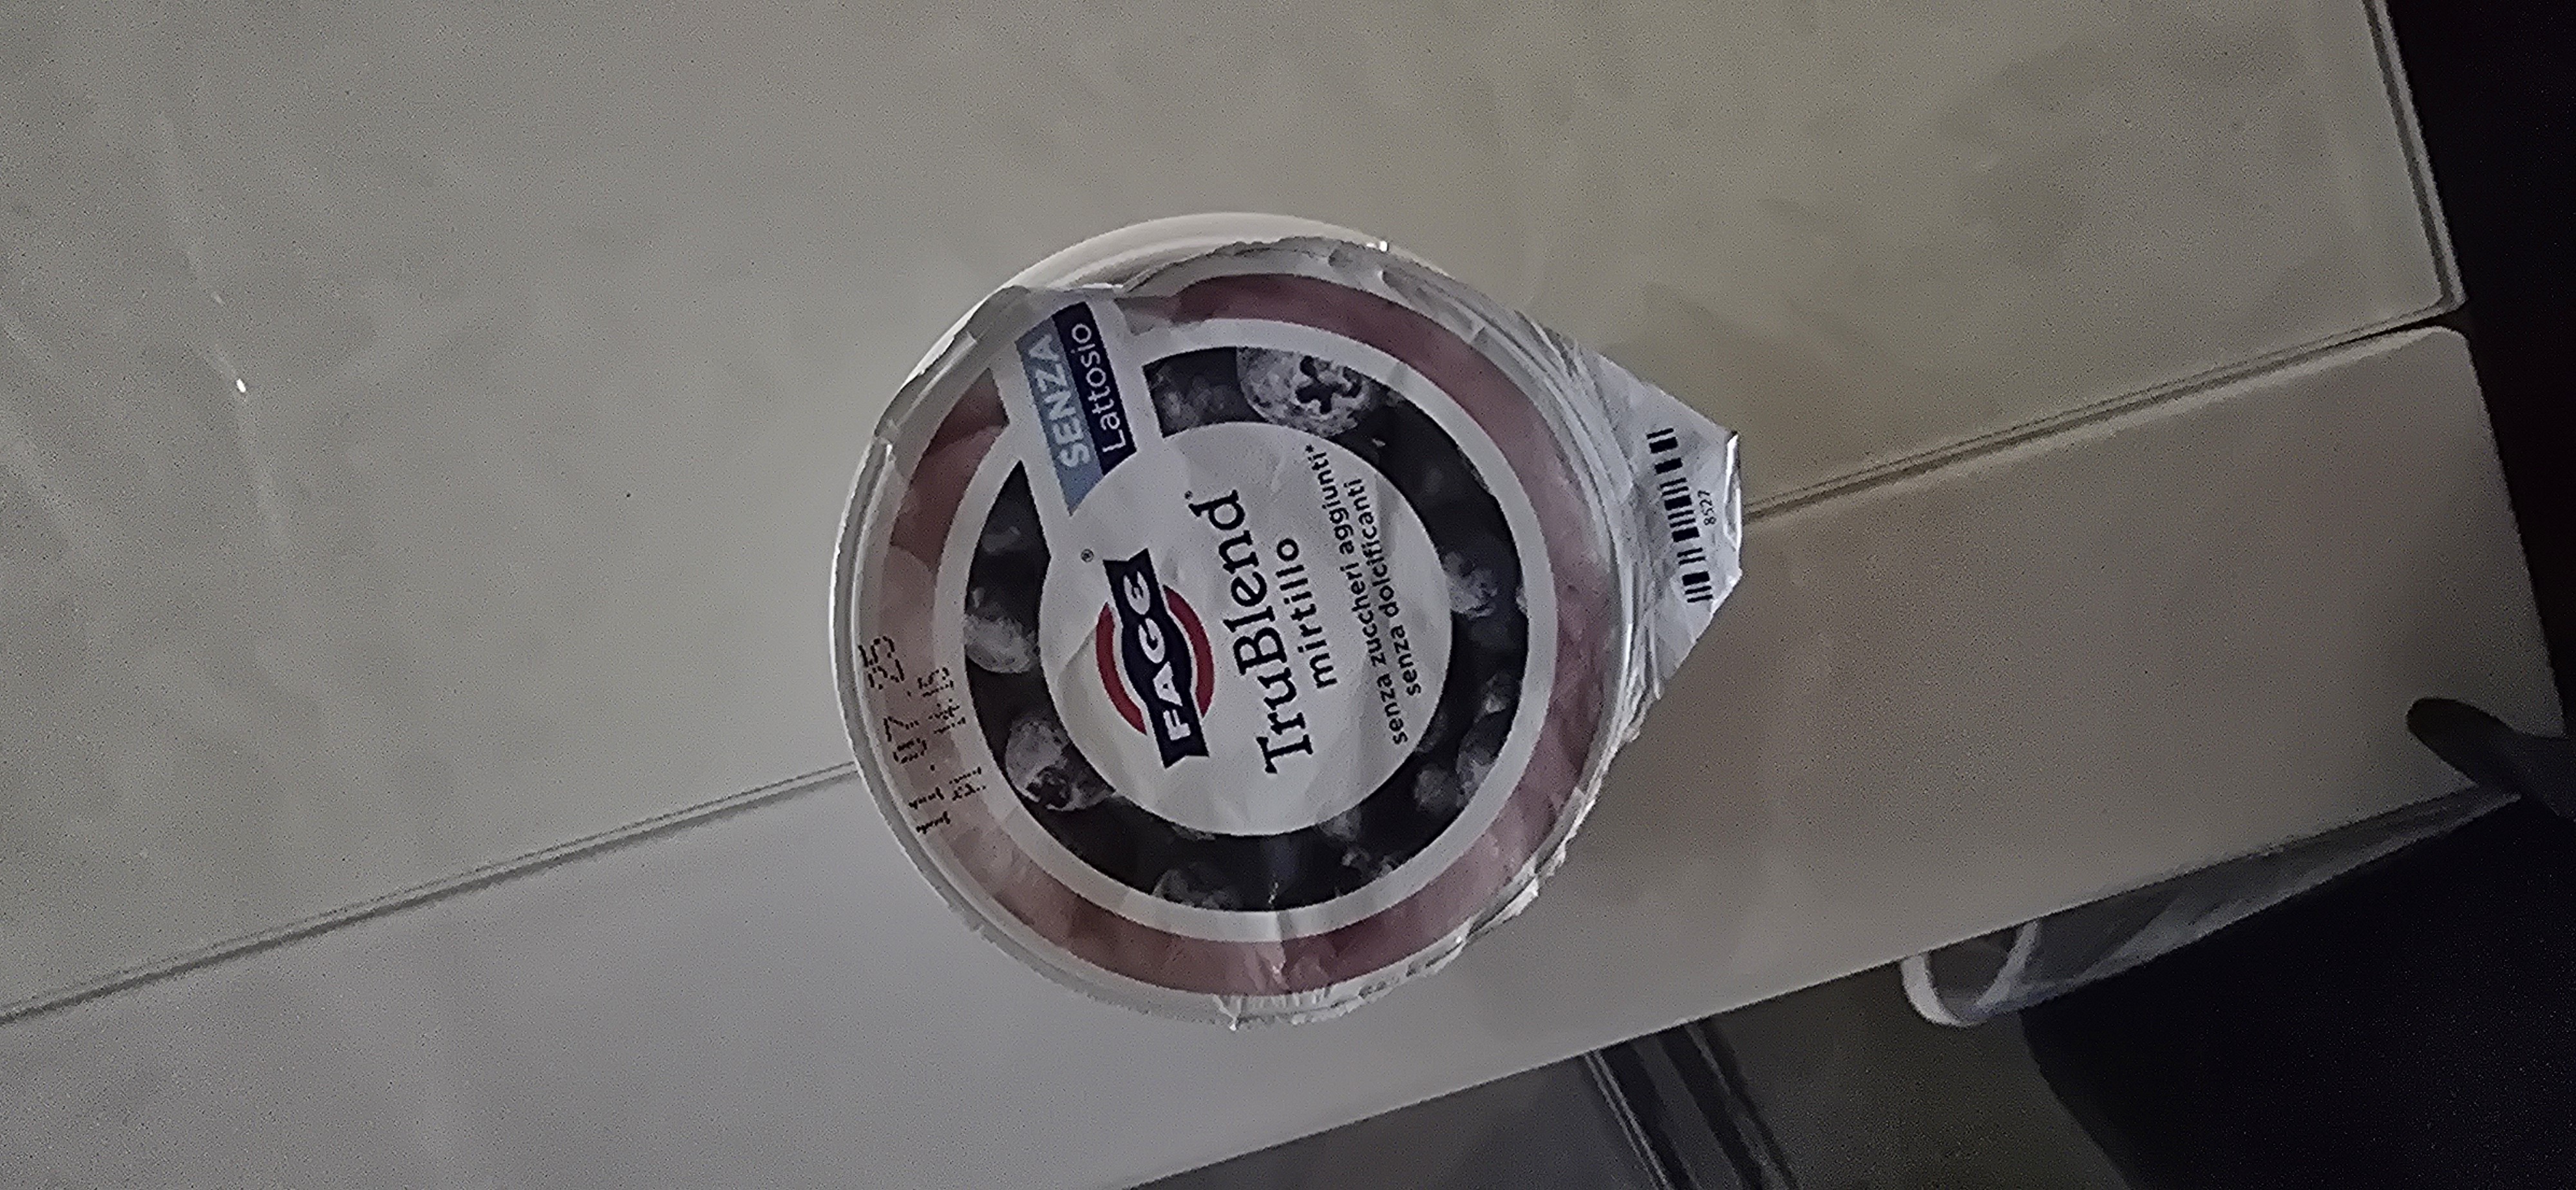 SENZA
Lattosio
FAGE®
TruBlend®
mirtillo
senza zuccheri aggiunti*
senza dolcificanti
11.07.25
8527